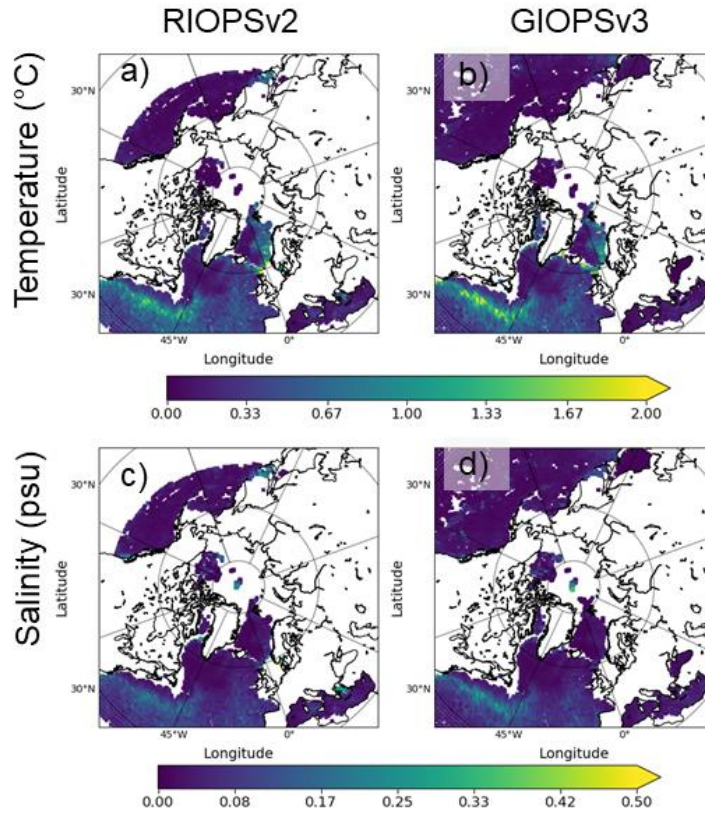 RIOPSv2
GIOPSv3
Temperature (°C)
a)
b)
30°N
30°N
Latitude
Latitude
30°N
30°N
45°W
0°
45°W
0°
Longitude
Longitude
0.00 0.33 0.67 1.00 1.33 1.67 2.00
Salinity (psu)
c)
d)
30°N
30°N
Latitude
Latitude
30°N
30°N
45°W
0°
45°W
0°
Longitude
Longitude
0.00 0.08 0.17 0.25 0.33 0.42 0.50